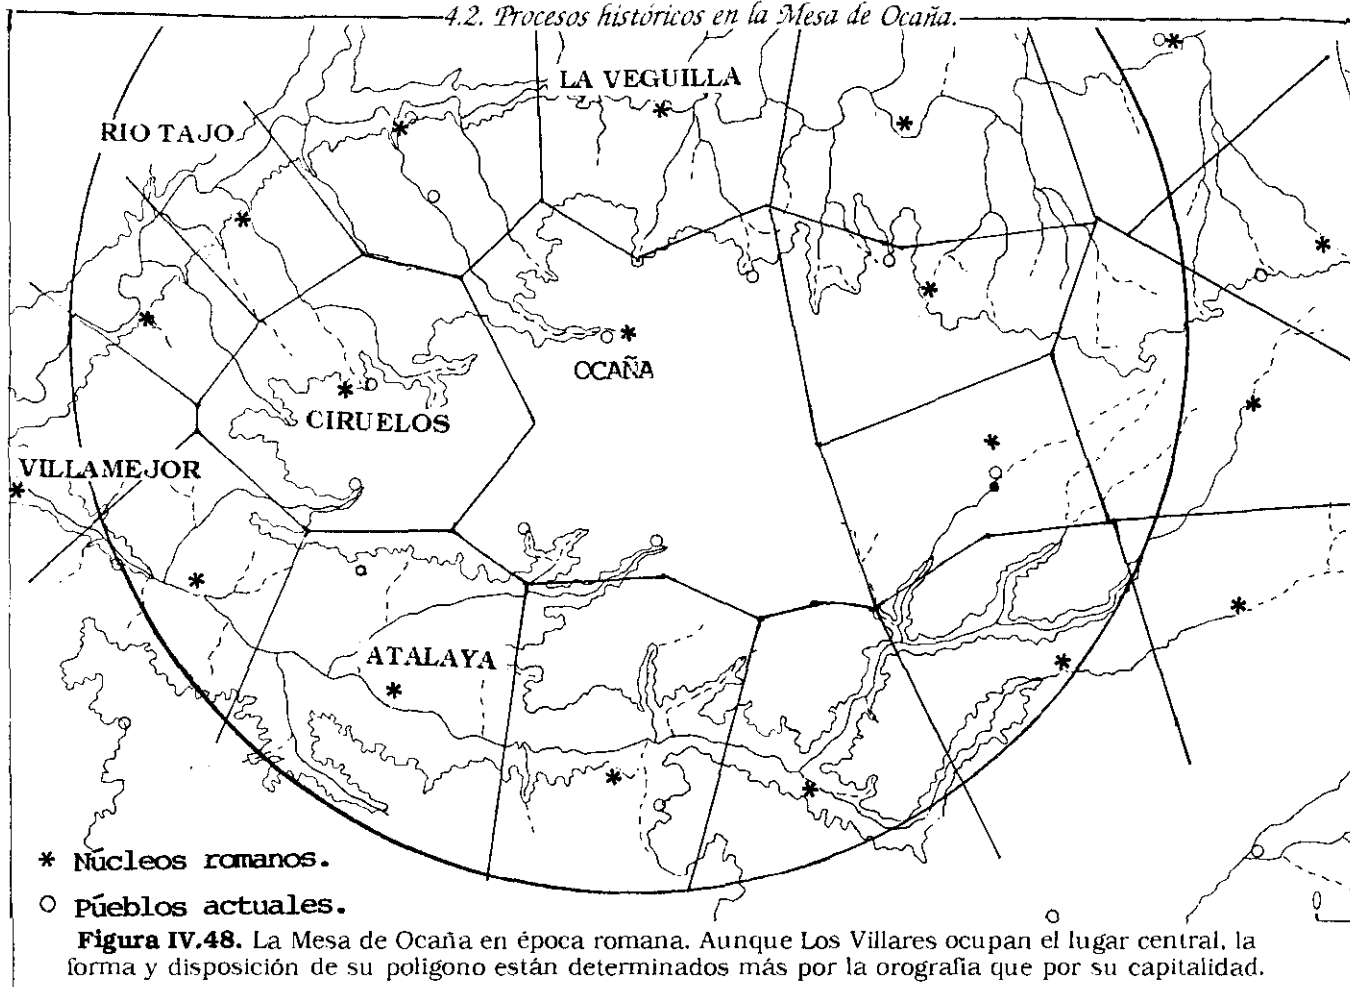 4.2. Procesos históricos en la Mesa de Ocaña.
LA VEGUILLA
RIO TAJO
OCAÑA
CIRUELOS
VILLAMEJOR
ATALAYA
* Núcleos romanos.
○ Púeblos actuales.
0
Figura IV.48. La Mesa de Ocaña en época romana. Aunque Los Villares ocupan el lugar central, la
forma y disposición de su polígono están determinados más por la orografía que por su capitalidad.